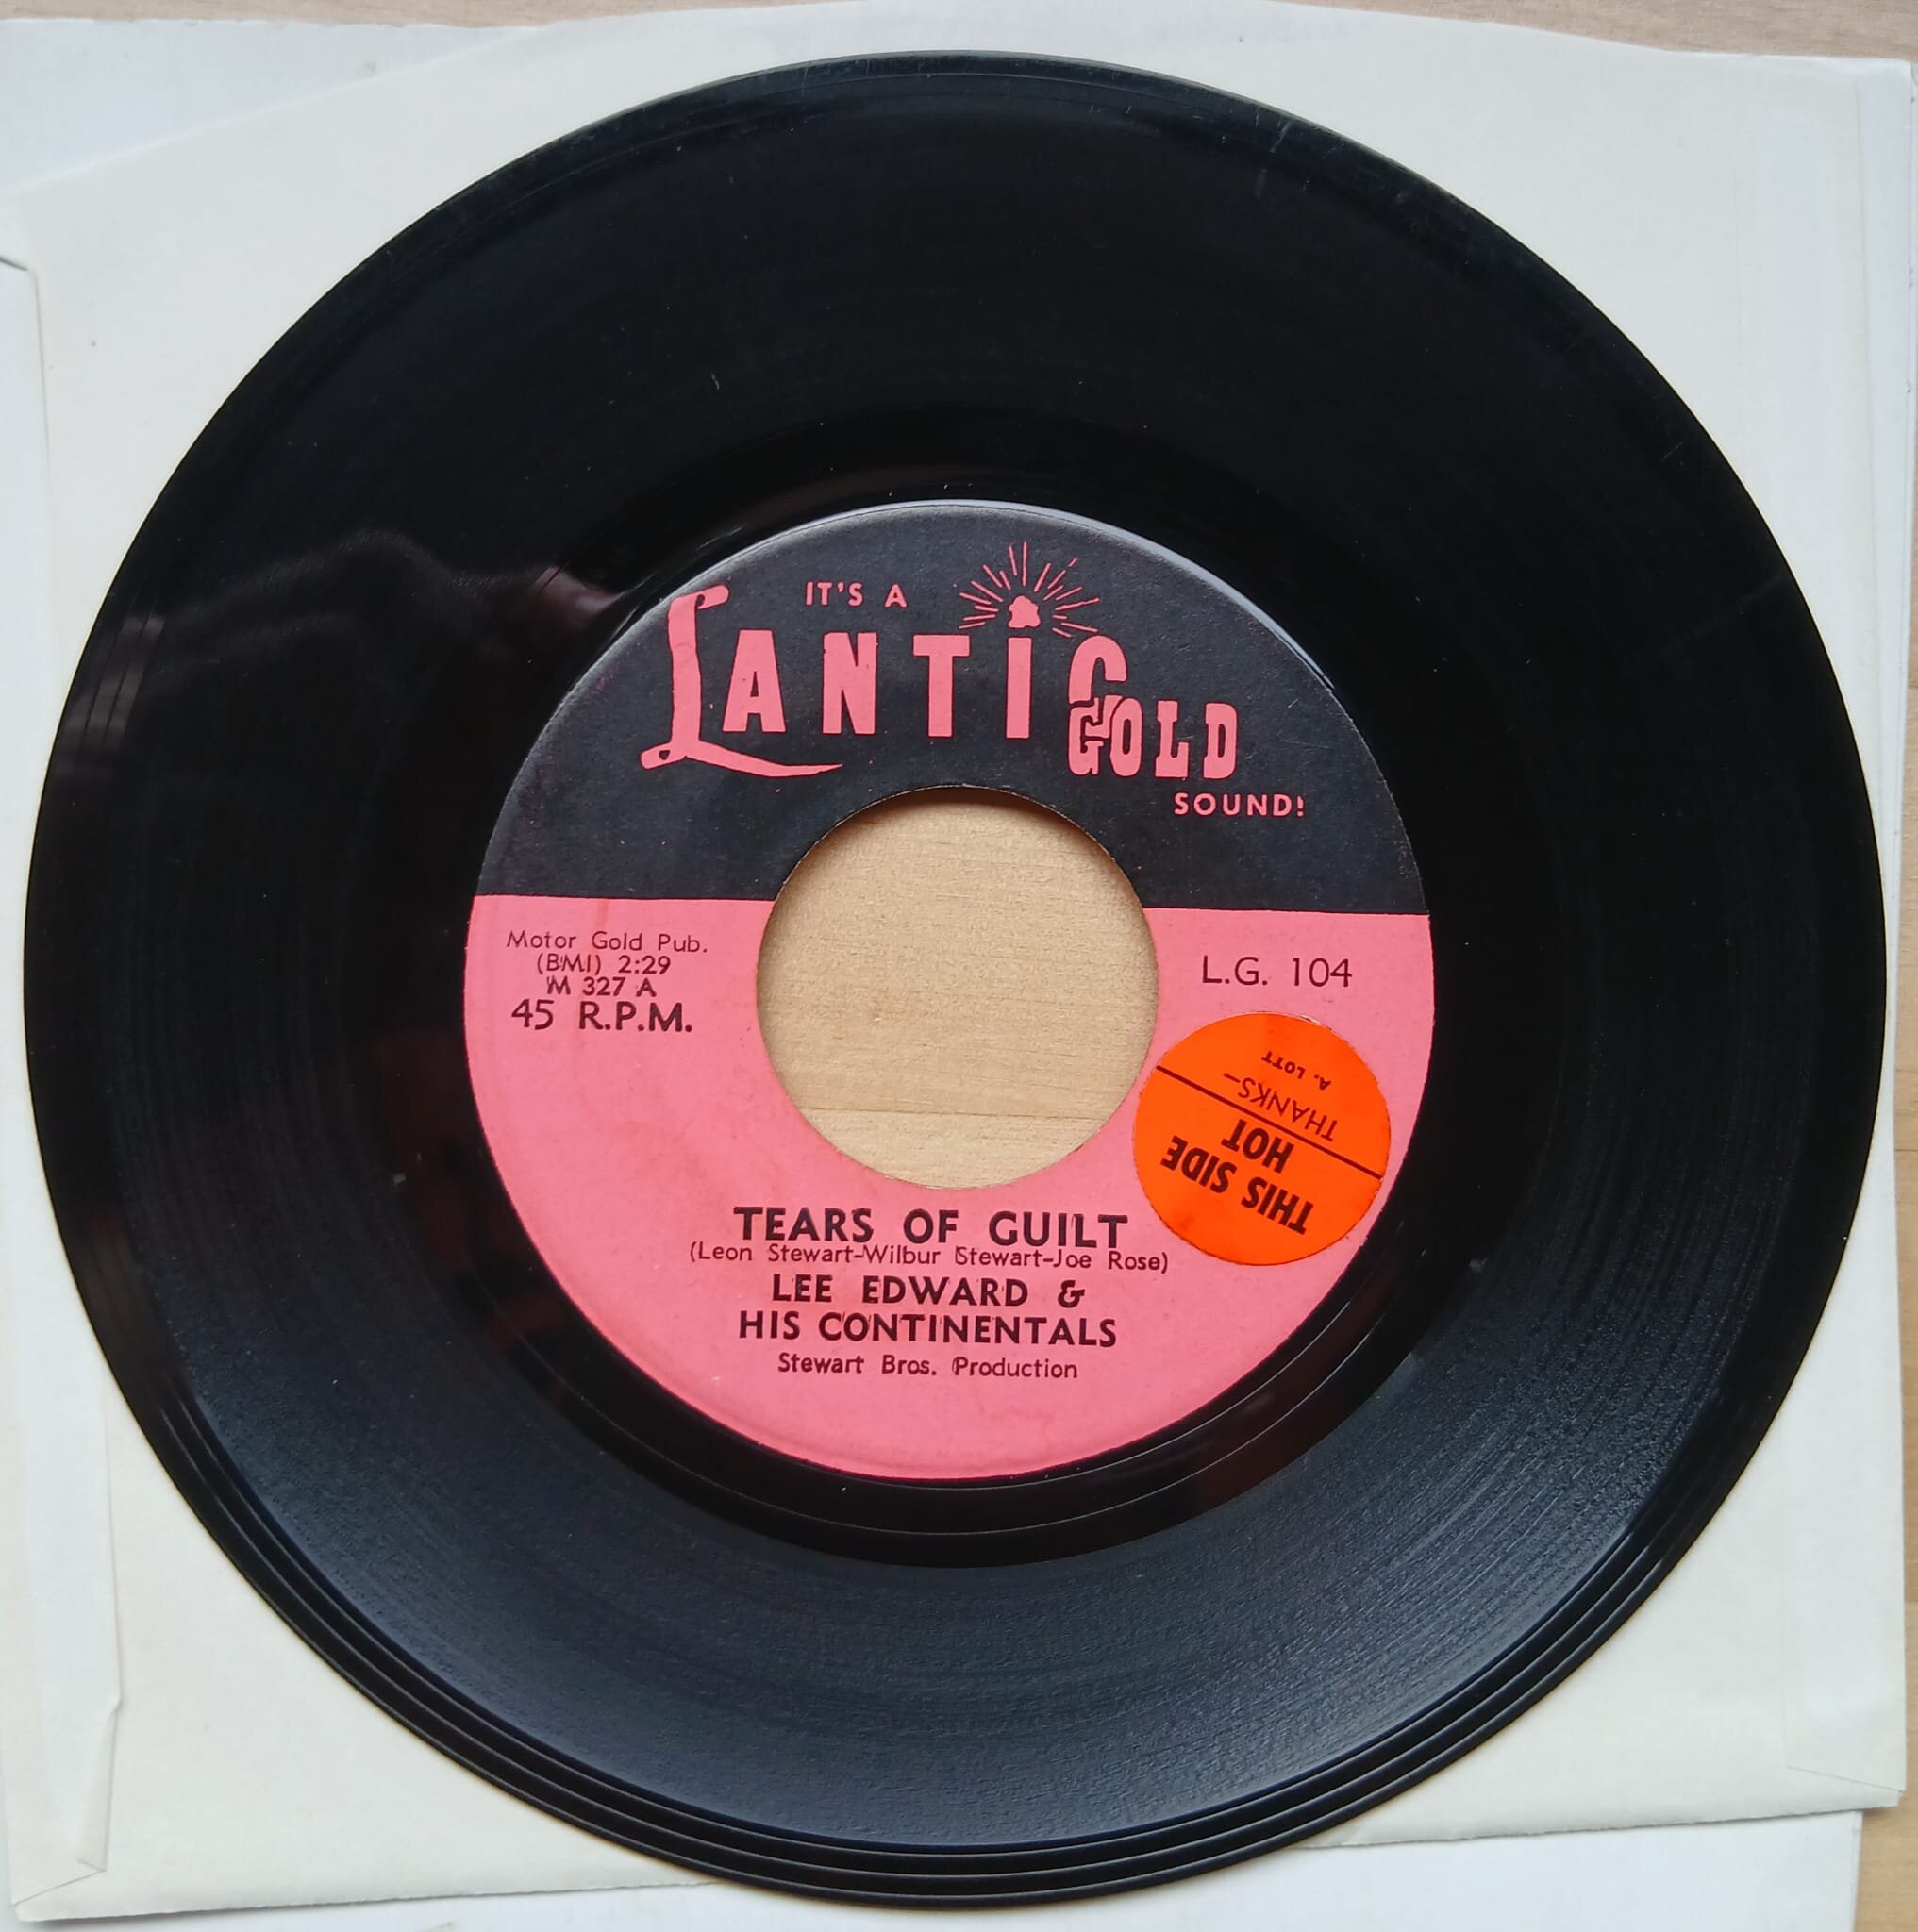 IT'S A
LANTI GOLD
SOUND!
Motor Gold Pub.
(BMI) 2:29
M 327 A
45 R.P.M.
L.G. 104
THIS SIDE
HOT
THANKS—
A. LOTT
TEARS OF GUILT
(Leon Stewart-Wilbur Stewart-Joe Rose)
LEE EDWARD &
HIS CONTINENTALS
Stewart Bros. Production